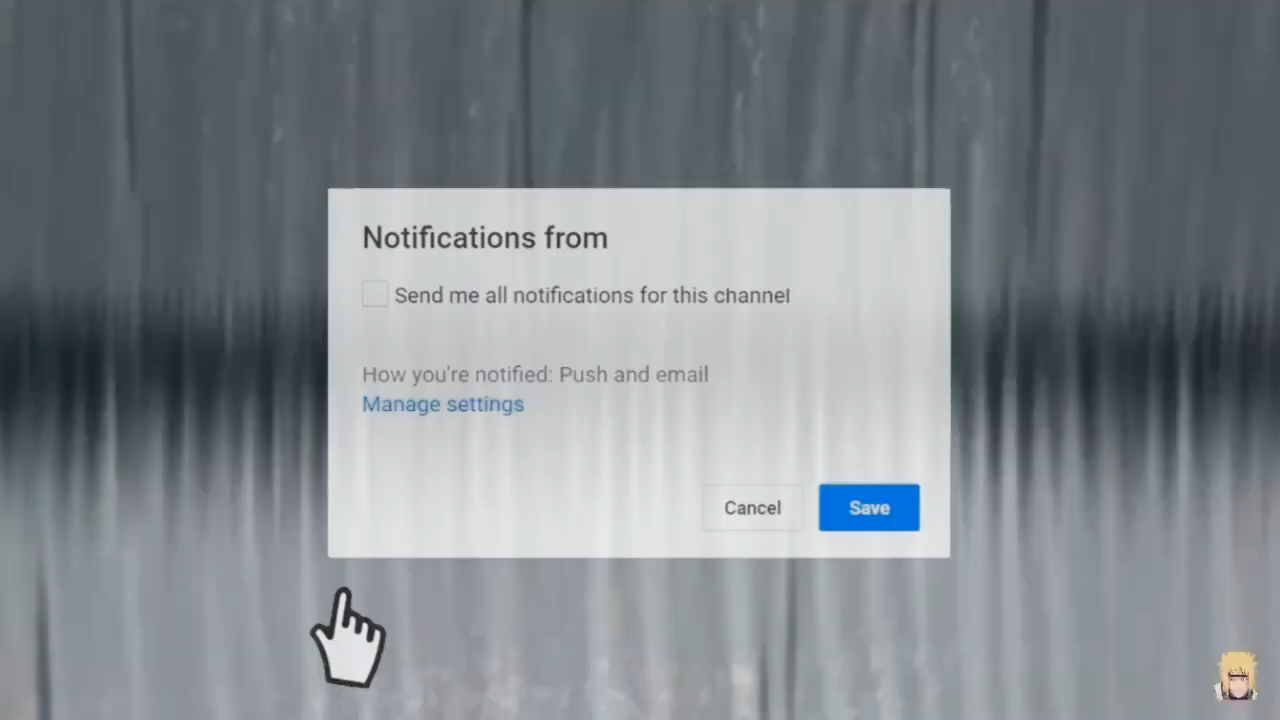 Notifications from
Send me all notifications for this channel
How you're notified: Push and email
Manage settings
Cancel
Save